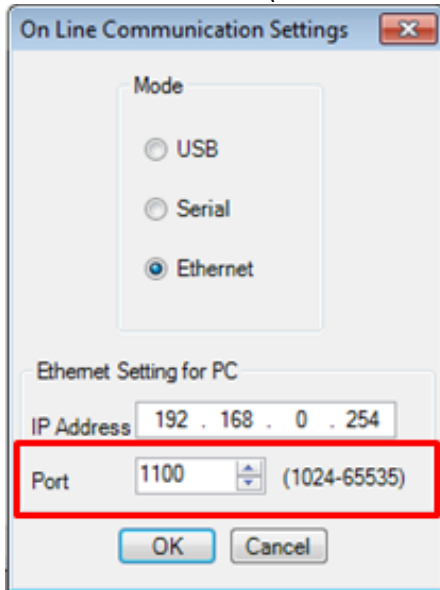 On Line Communication Settings
Mode
USB
Serial
Ethernet
Ethernet Setting for PC
IP Address 192 . 168 . 0 . 254
Port 1100 (1024-65535)
OK Cancel